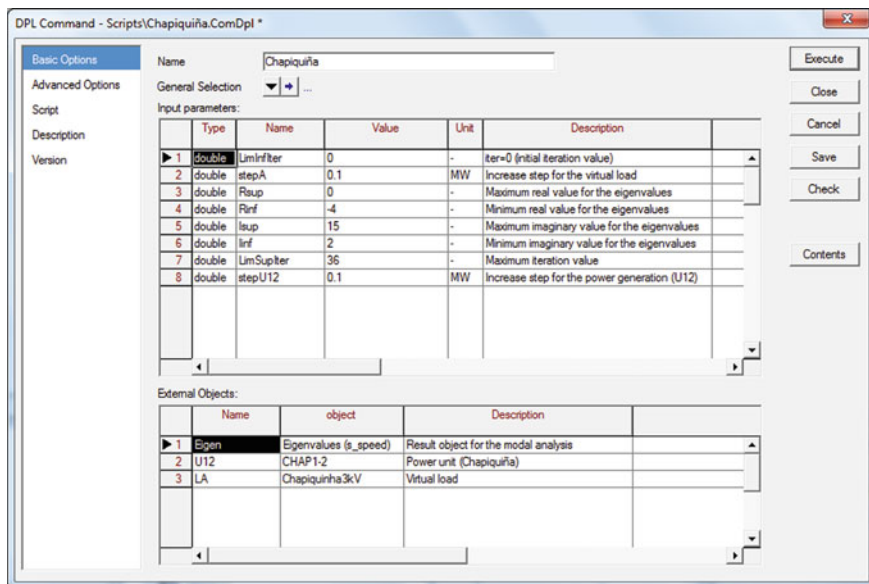 DPL Command - Scripts\Chapiquiña.ComDpl *
Basic Options
Advanced Options
Script
Description
Version
Name Chapiquiña
General Selection ...
Input parameters:
Type Name Value Unit Description
1 double LimInfIter 0 - iter=0 (initial iteration value)
2 double stepA 0.1 MW Increase step for the virtual load
3 double Rsup 0 - Maximum real value for the eigenvalues
4 double Rinf -4 - Minimum real value for the eigenvalues
5 double Isup 15 - Maximum imaginary value for the eigenvalues
6 double Iinf 2 - Minimum imaginary value for the eigenvalues
7 double LimSupIter 36 - Maximum iteration value
8 double stepU12 0.1 MW Increase step for the power generation (U12)
External Objects:
Name object Description
1 Eigen Eigenvalues (s_speed) Result object for the modal analysis
2 U12 CHAP1-2 Power unit (Chapiquiña)
3 LA Chapiquinha3kV Virtual load
Execute
Close
Cancel
Save
Check
Contents